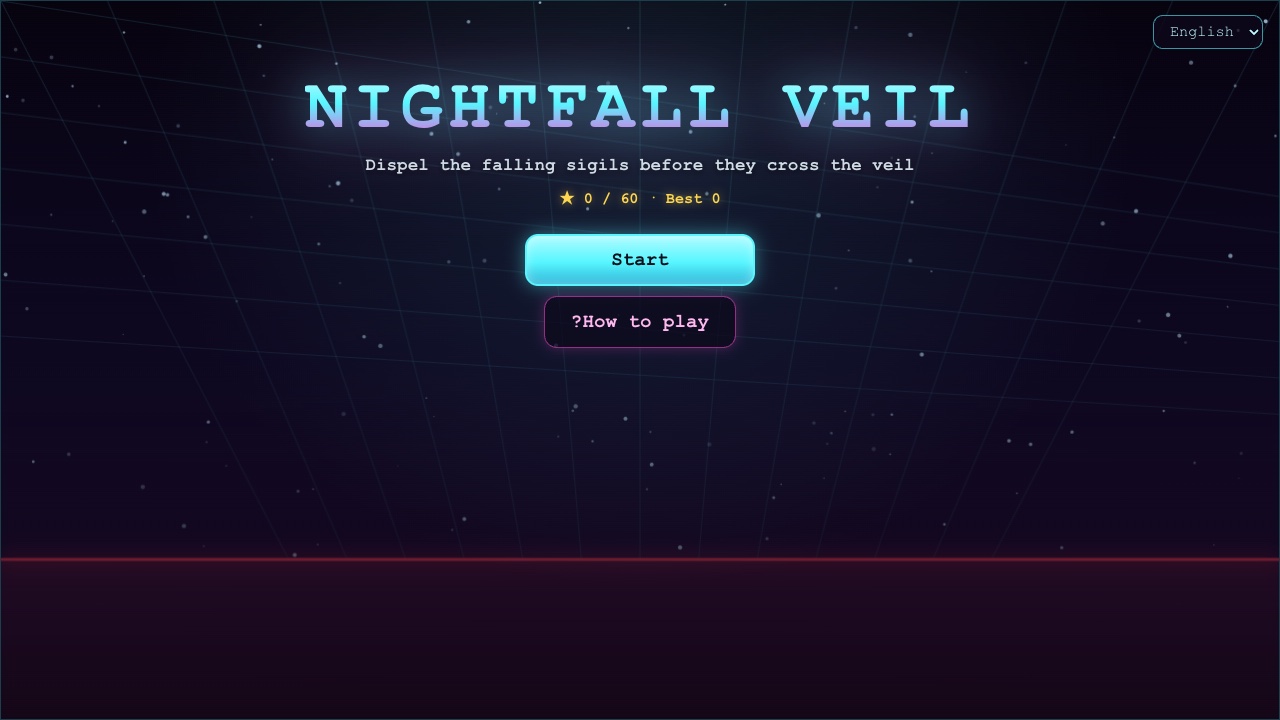 English
NIGHTFALL VEIL
Dispel the falling sigils before they cross the veil
★ 0 / 60 · Best 0
Start
?How to play